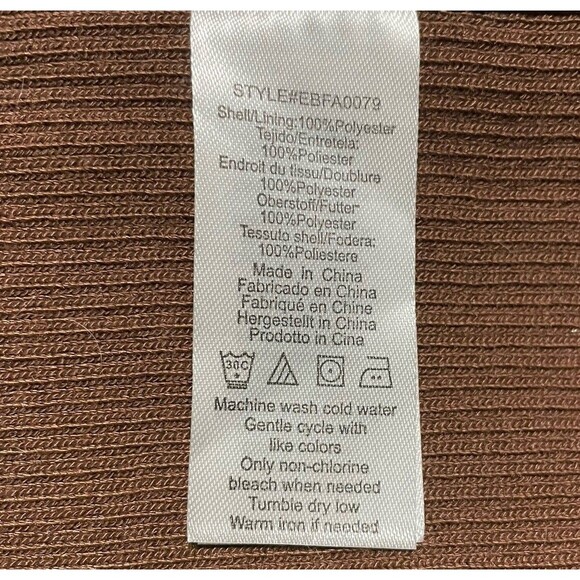 STYLE#EBFA0079
Shell/Lining:100%Polyester
Tejido/Entretela:
100%Poliester
Endroit du tissu/Doublure
100%Polyester
Oberstoff/Futter
100%Polyester
Tessuto shell/Fodera:
100%Poliestere
Made in China
Fabricado en China
Fabriqué en Chine
Hergestellt in China
Prodotto in Cina
30C
Machine wash cold water
Gentle cycle with
like colors
Only non-chlorine
bleach when needed
Tumble dry low
Warm iron if needed